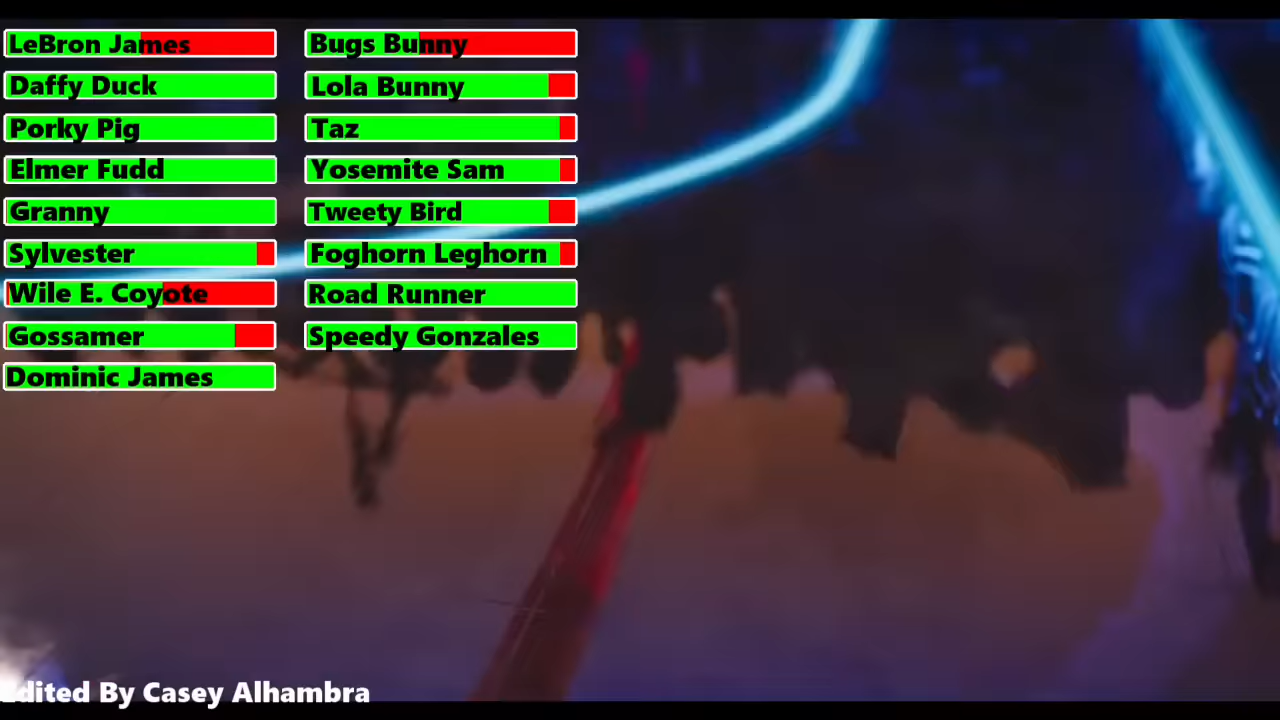 LeBron James
Bugs Bunny
Daffy Duck
Lola Bunny
Porky Pig
Taz
Elmer Fudd
Yosemite Sam
Granny
Tweety Bird
Sylvester
Foghorn Leghorn
Wile E. Coyote
Road Runner
Gossamer
Speedy Gonzales
Dominic James
Edited By Casey Alhambra